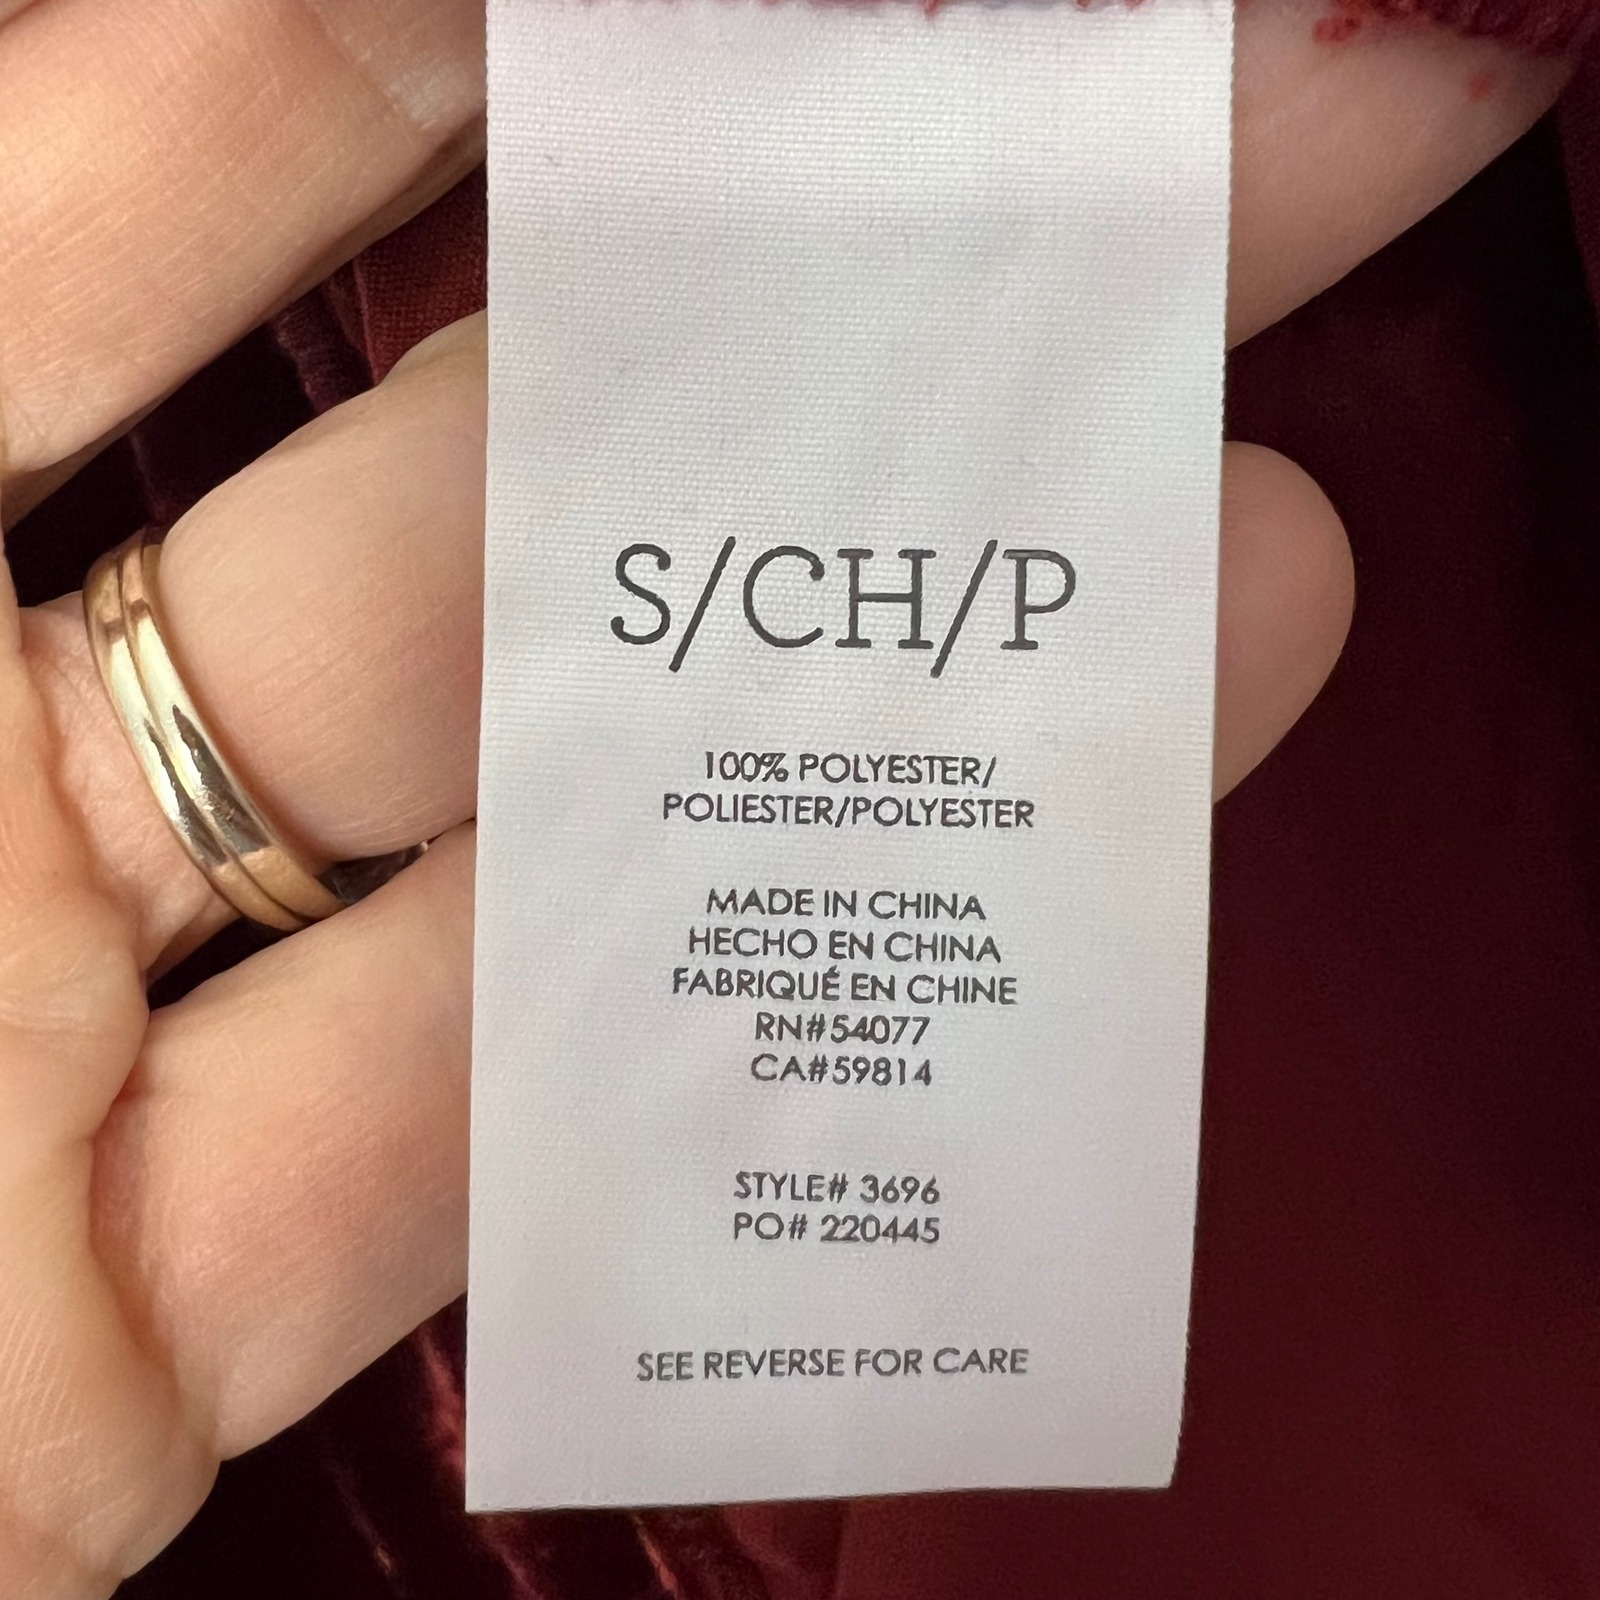 S/CH/P
100% POLYESTER/
POLIESTER/POLYESTER
MADE IN CHINA
HECHO EN CHINA
FABRIQUÉ EN CHINE
RN#54077
CA#59814
STYLE# 3696
PO# 220445
SEE REVERSE FOR CARE